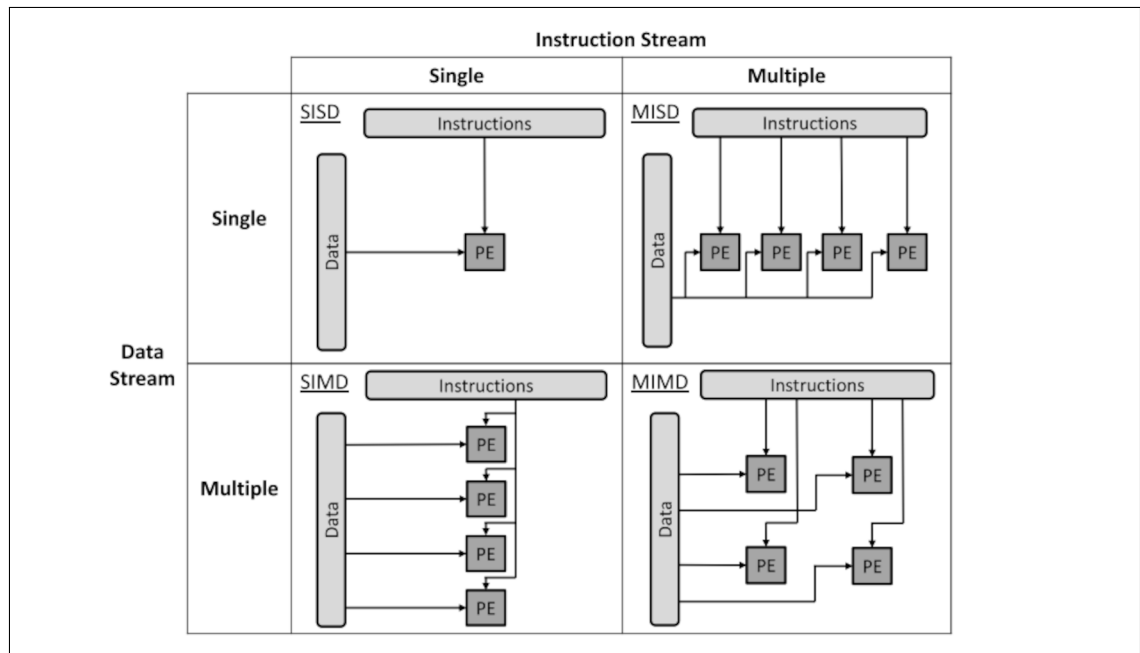 Instruction Stream
Single Multiple
SISD Instructions
MISD Instructions
Single
Data
PE
Data
PE PE PE PE
Data
Stream
SIMD Instructions
MIMD Instructions
Multiple
Data
PE
PE
PE
PE
Data
PE PE
PE PE